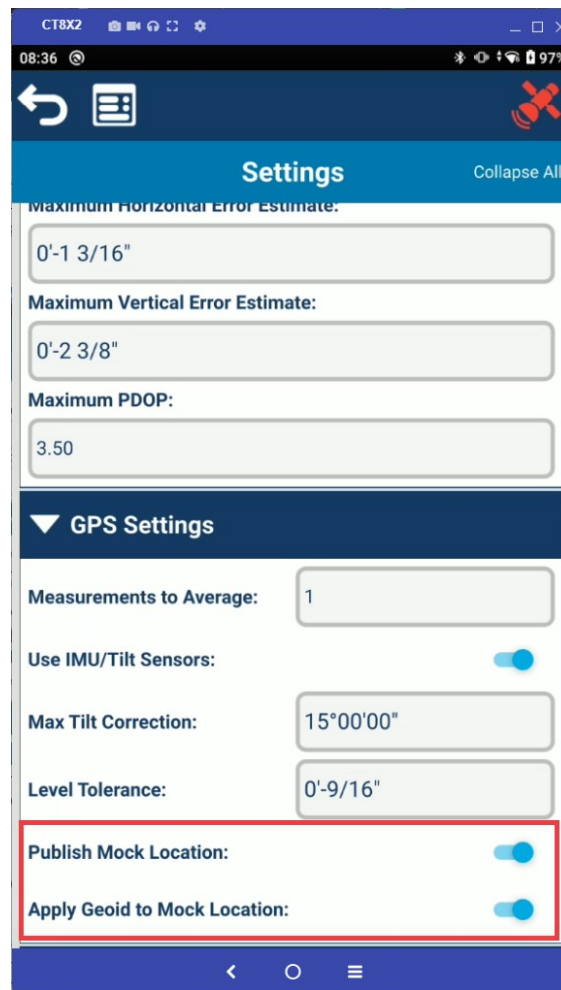 CT8X2
08:36 97%
Settings Collapse All
Maximum Horizontal Error Estimate:
0'-1 3/16"
Maximum Vertical Error Estimate:
0'-2 3/8"
Maximum PDOP:
3.50
GPS Settings
Measurements to Average: 1
Use IMU/Tilt Sensors:
Max Tilt Correction: 15°00'00"
Level Tolerance: 0'-9/16"
Publish Mock Location:
Apply Geoid to Mock Location: